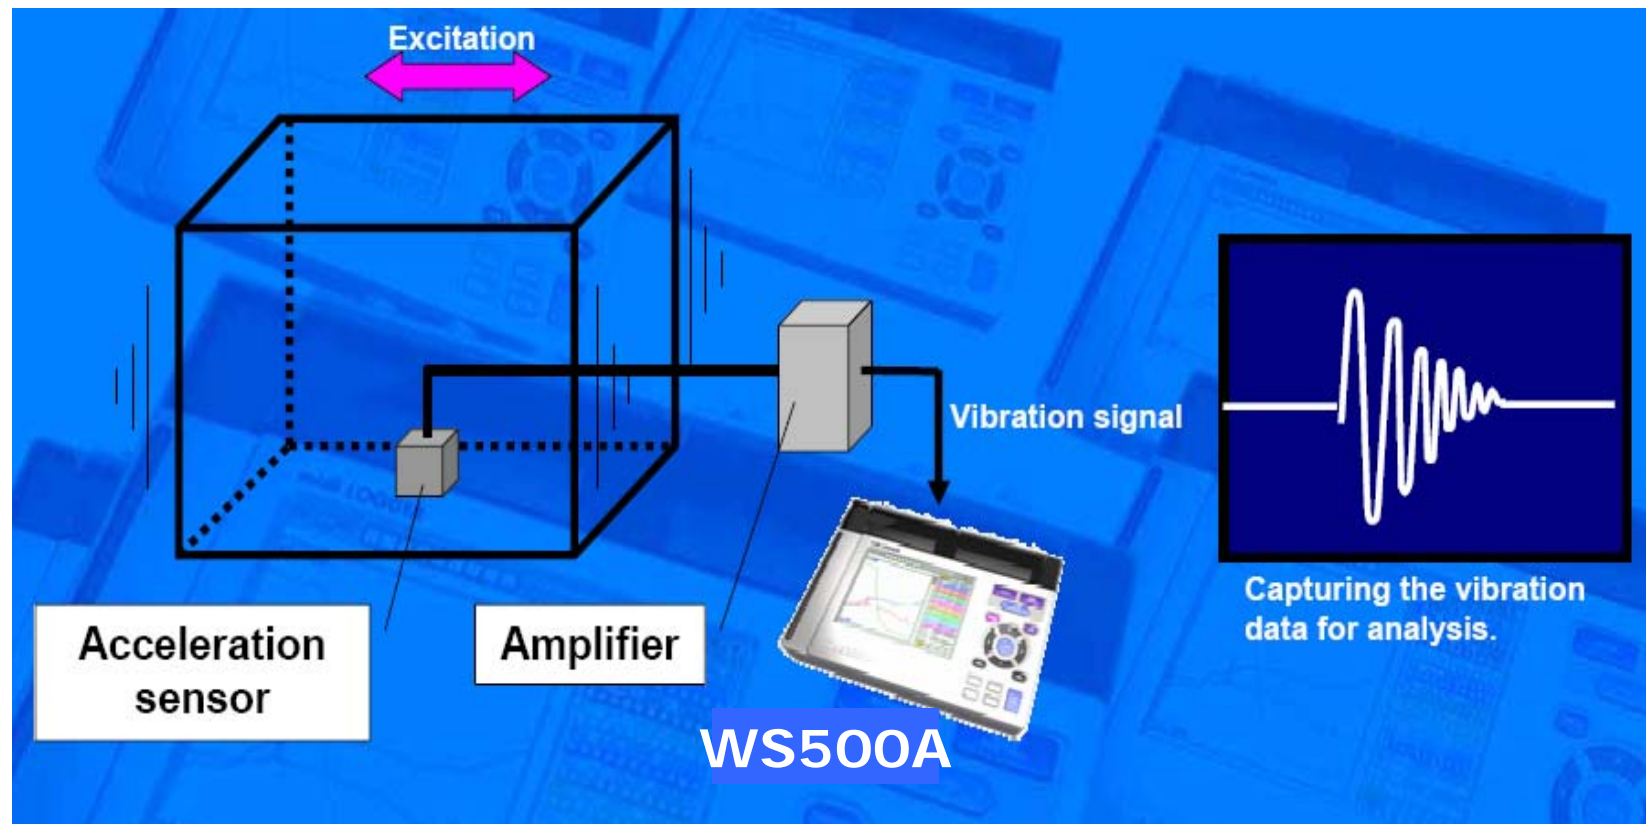 Excitation
Vibration signal
Capturing the vibration
data for analysis.
Acceleration
sensor
Amplifier
WS500A